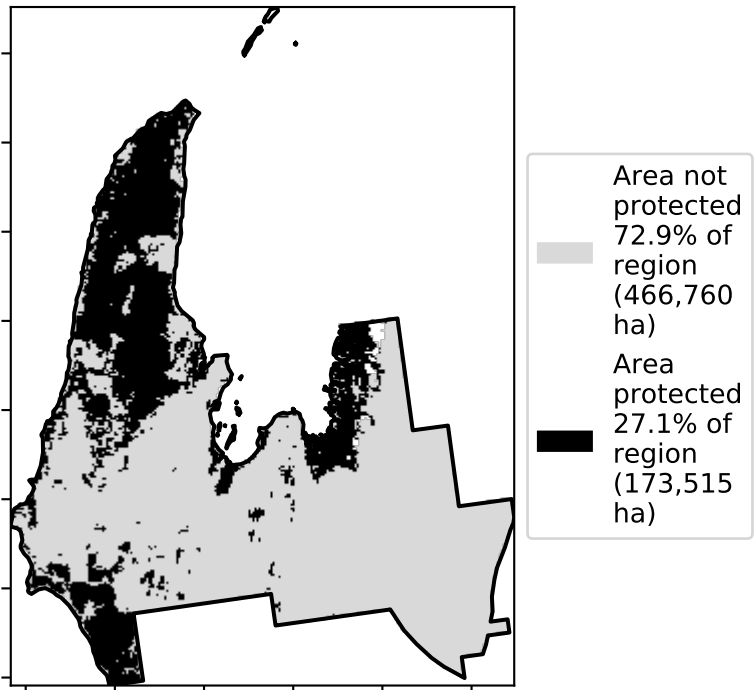 Area not
protected
72.9% of
region
(466,760
ha)
Area
protected
27.1% of
region
(173,515
ha)